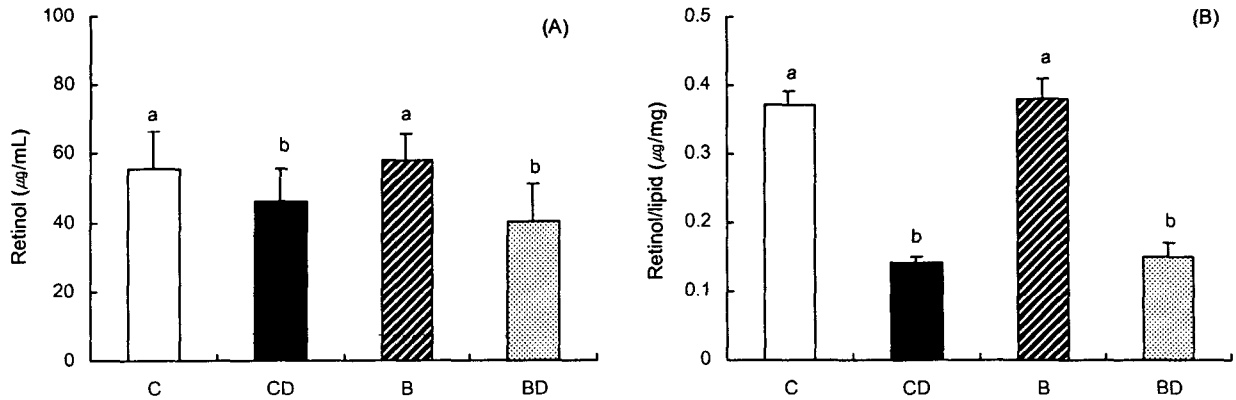 (A)
Retinol (μg/mL)
100
80
60
40
20
0
a
b
a
b
C
CD
B
BD
(B)
Retinol/lipid (μg/mg)
0.5
0.4
0.3
0.2
0.1
0
a
b
a
b
C
CD
B
BD